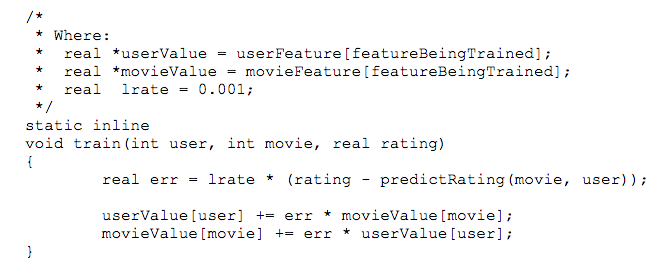 /*
 * Where:
 *  real *userValue = userFeature[featureBeingTrained];
 *  real *movieValue = movieFeature[featureBeingTrained];
 *  real  lrate = 0.001;
 */
static inline
void train(int user, int movie, real rating)
{
        real err = lrate * (rating - predictRating(movie, user));

        userValue[user] += err * movieValue[movie];
        movieValue[movie] += err * userValue[user];
}